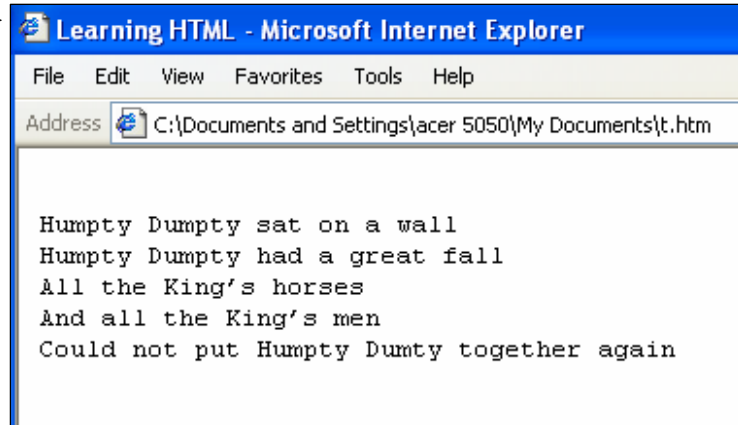 Learning HTML - Microsoft Internet Explorer
File Edit View Favorites Tools Help
Address C:\Documents and Settings\acer 5050\My Documents\t.htm
Humpty Dumpty sat on a wall
Humpty Dumpty had a great fall
All the King’s horses
And all the King’s men
Could not put Humpty Dumty together again